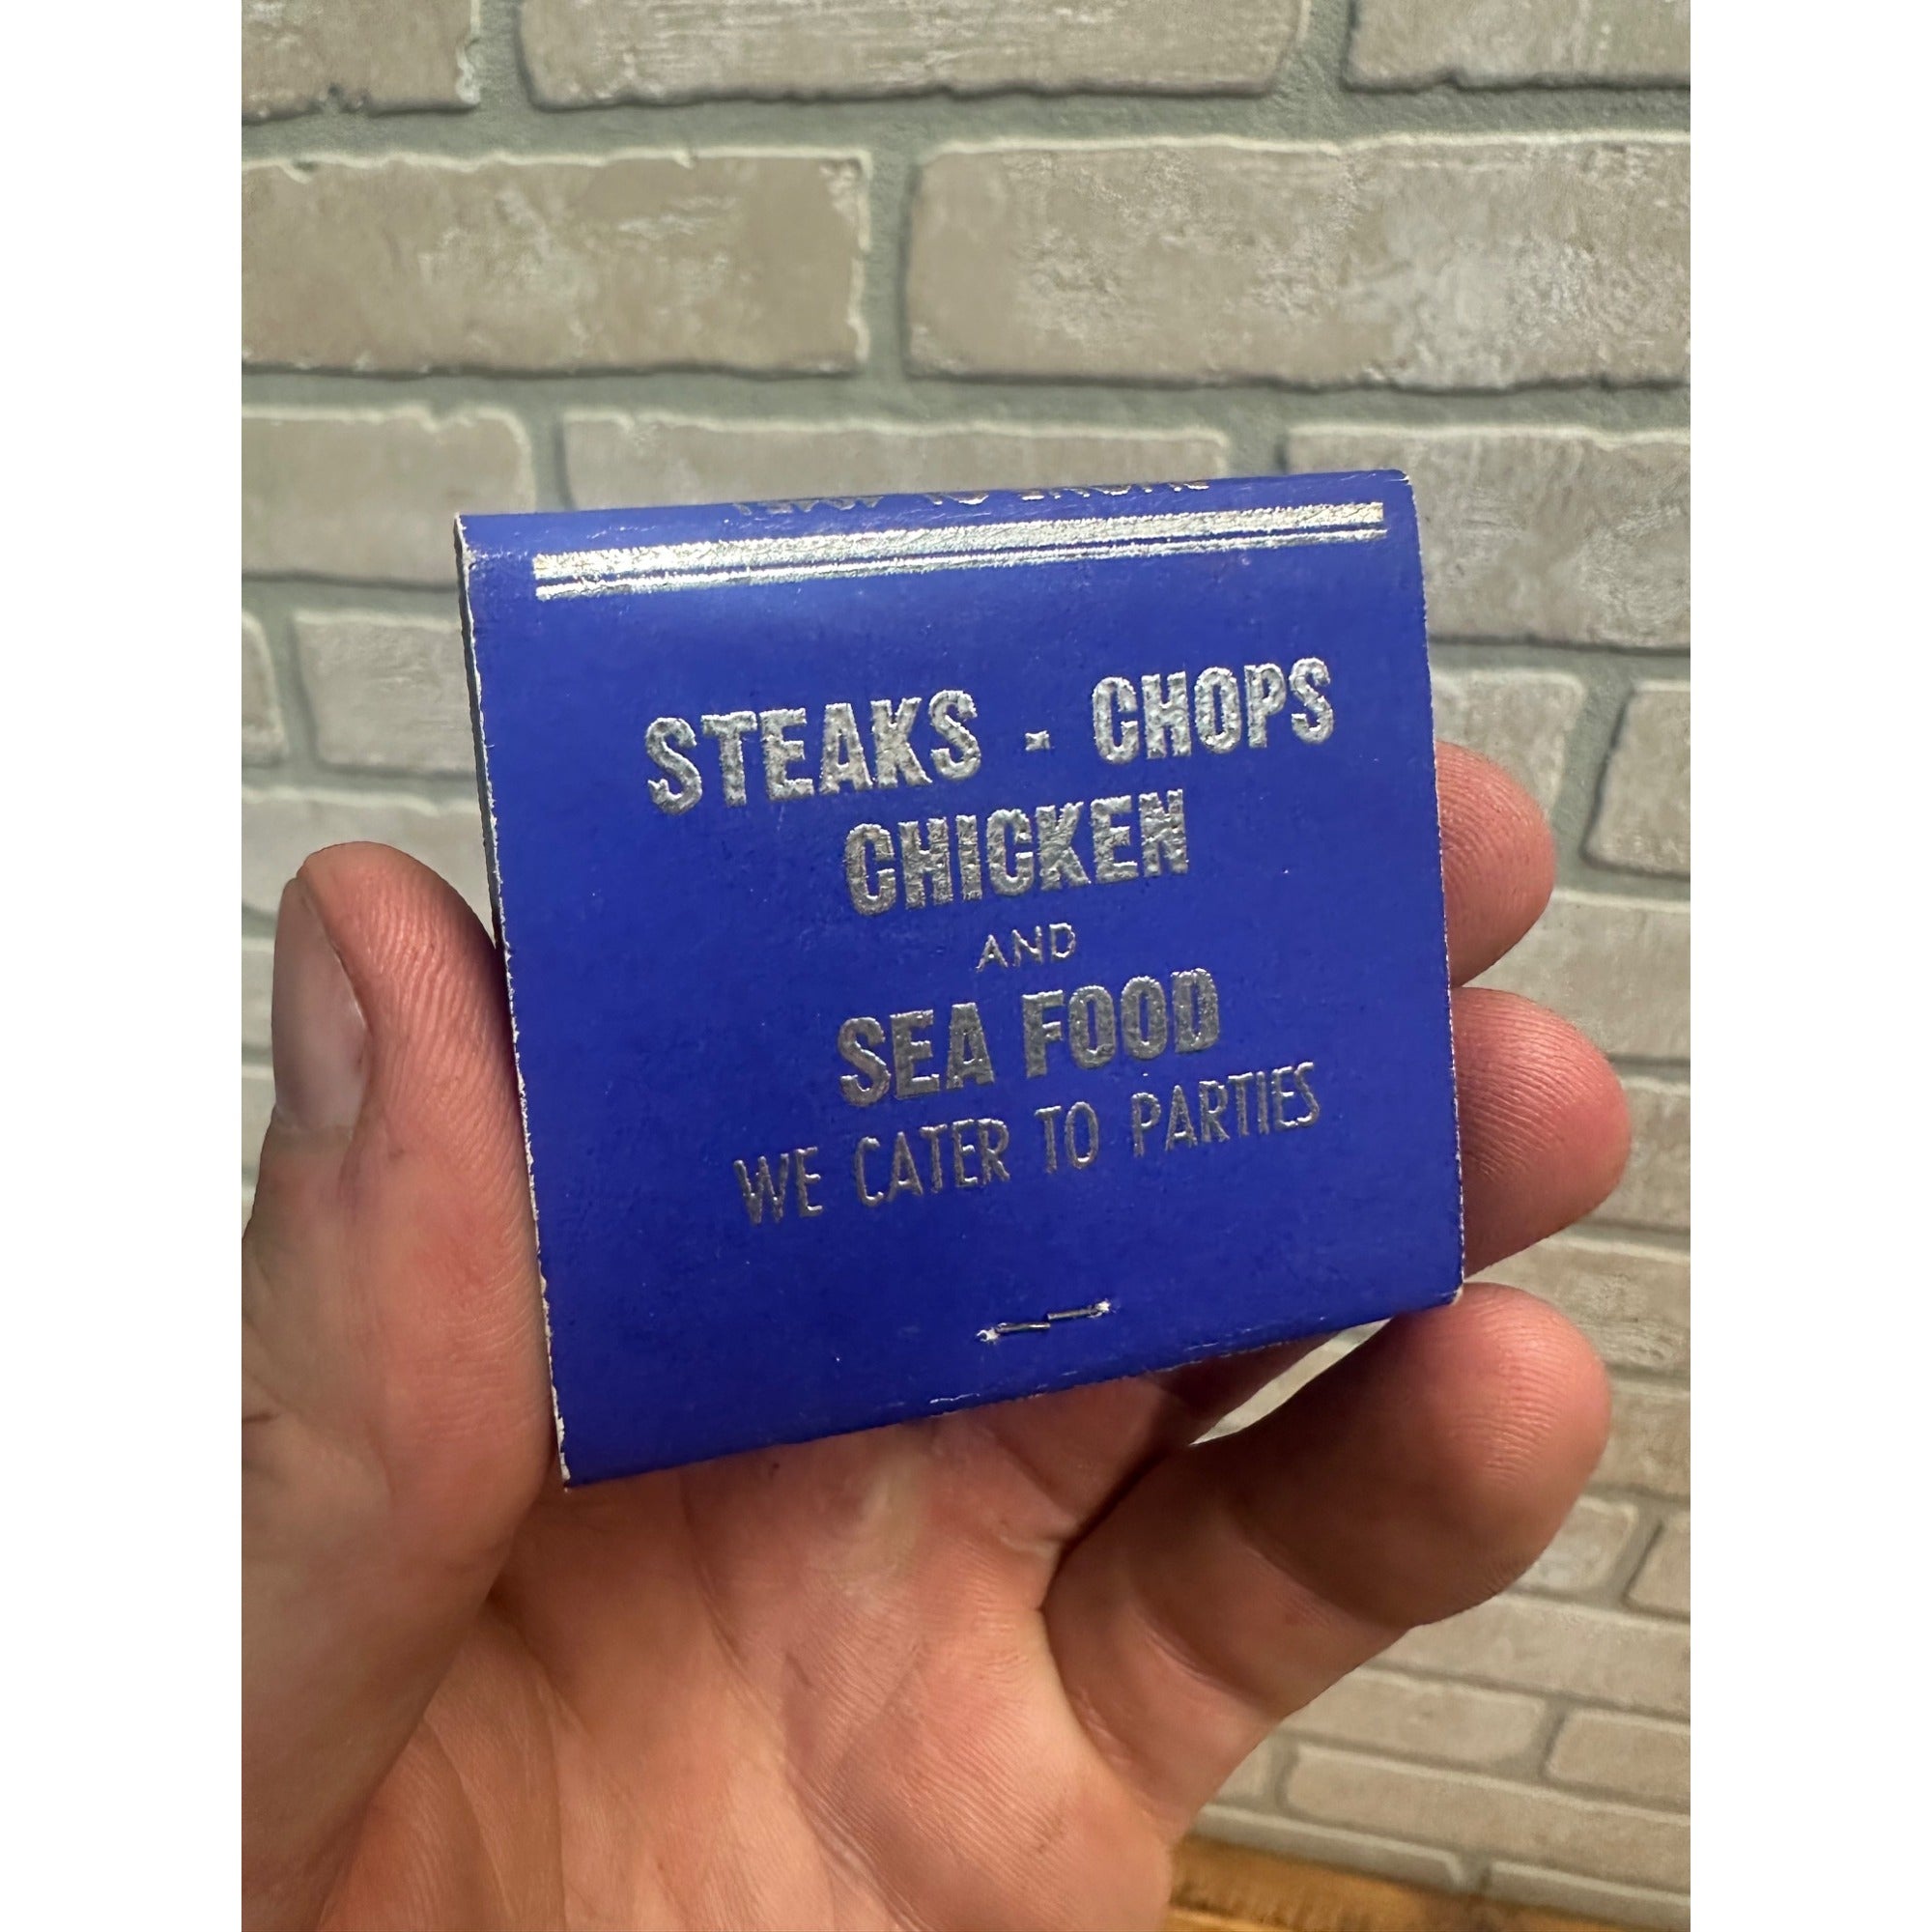 STEAKS - CHOPS
CHICKEN
AND
SEA FOOD
WE CATER TO PARTIES